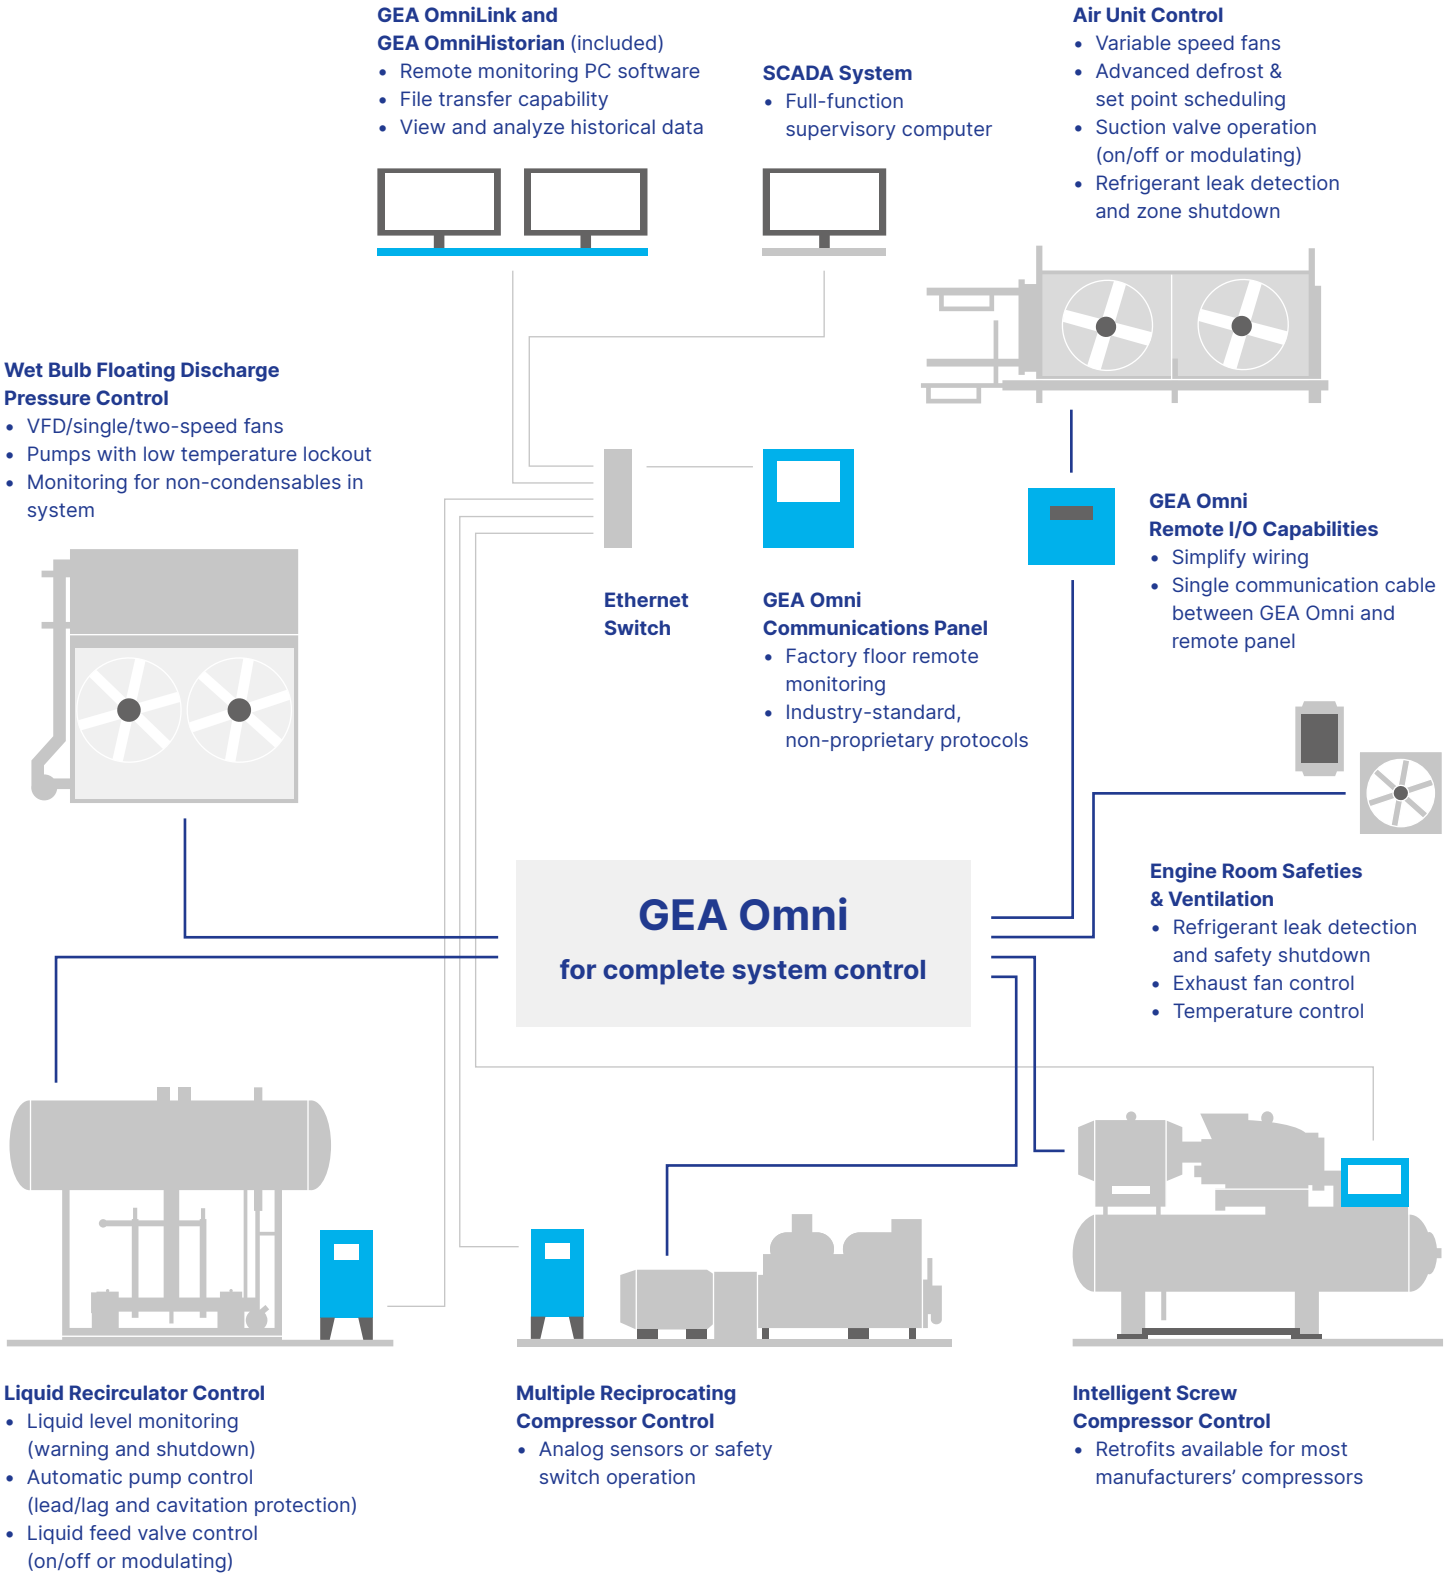 GEA OmniLink and
GEA OmniHistorian (included)
• Remote monitoring PC software
• File transfer capability
• View and analyze historical data
SCADA System
• Full-function
supervisory computer
Air Unit Control
• Variable speed fans
• Advanced defrost &
set point scheduling
• Suction valve operation
(on/off or modulating)
• Refrigerant leak detection
and zone shutdown
Wet Bulb Floating Discharge
Pressure Control
• VFD/single/two-speed fans
• Pumps with low temperature lockout
• Monitoring for non-condensables in
system
Ethernet
Switch
GEA Omni
Communications Panel
• Factory floor remote
monitoring
• Industry-standard,
non-proprietary protocols
GEA Omni
Remote I/O Capabilities
• Simplify wiring
• Single communication cable
between GEA Omni and
remote panel
GEA Omni
for complete system control
Engine Room Safeties
& Ventilation
• Refrigerant leak detection
and safety shutdown
• Exhaust fan control
• Temperature control
Liquid Recirculator Control
• Liquid level monitoring
(warning and shutdown)
• Automatic pump control
(lead/lag and cavitation protection)
• Liquid feed valve control
(on/off or modulating)
Multiple Reciprocating
Compressor Control
• Analog sensors or safety
switch operation
Intelligent Screw
Compressor Control
• Retrofits available for most
manufacturers’ compressors